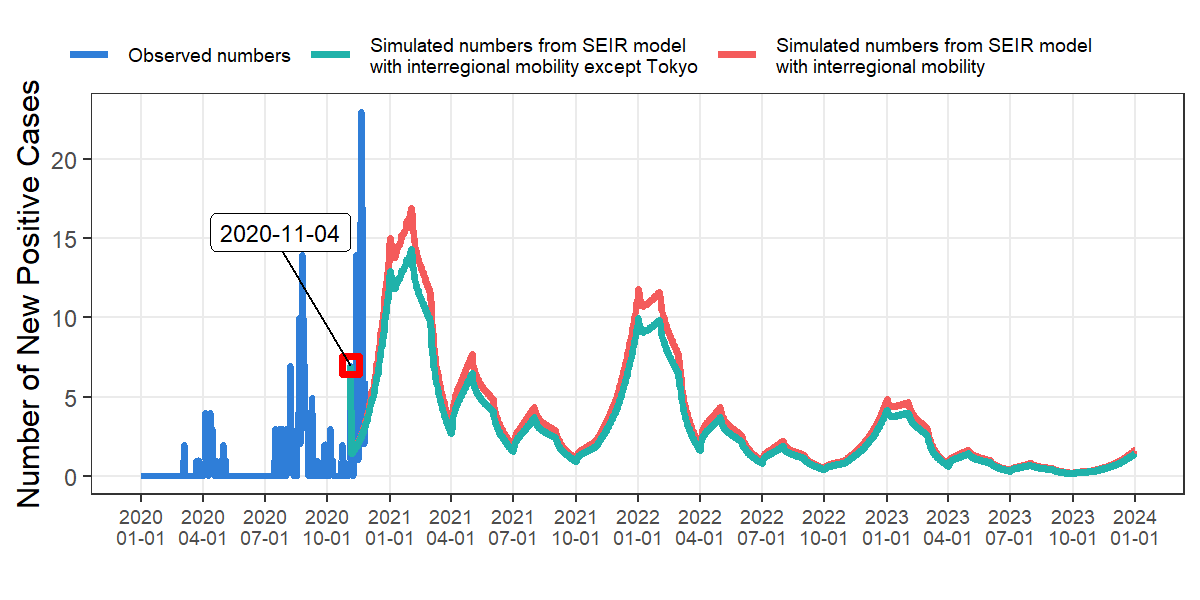 Observed numbers
Simulated numbers from SEIR model
with interregional mobility except Tokyo
Simulated numbers from SEIR model
with interregional mobility
Number of New Positive Cases
20
15
10
5
0
2020-11-04
2020 2020 2020 2020 2021 2021 2021 2021 2022 2022 2022 2022 2023 2023 2023 2023 2024
01-01 04-01 07-01 10-01 01-01 04-01 07-01 10-01 01-01 04-01 07-01 10-01 01-01 04-01 07-01 10-01 01-01